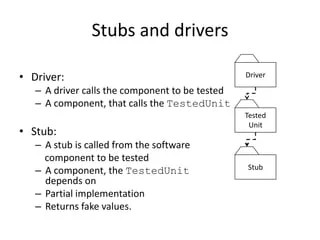 Stubs and drivers
• Driver:
– A driver calls the component to be tested
– A component, that calls the TestedUnit
• Stub:
– A stub is called from the software
component to be tested
– A component, the TestedUnit
depends on
– Partial implementation
– Returns fake values.
Driver
Tested
Unit
Stub